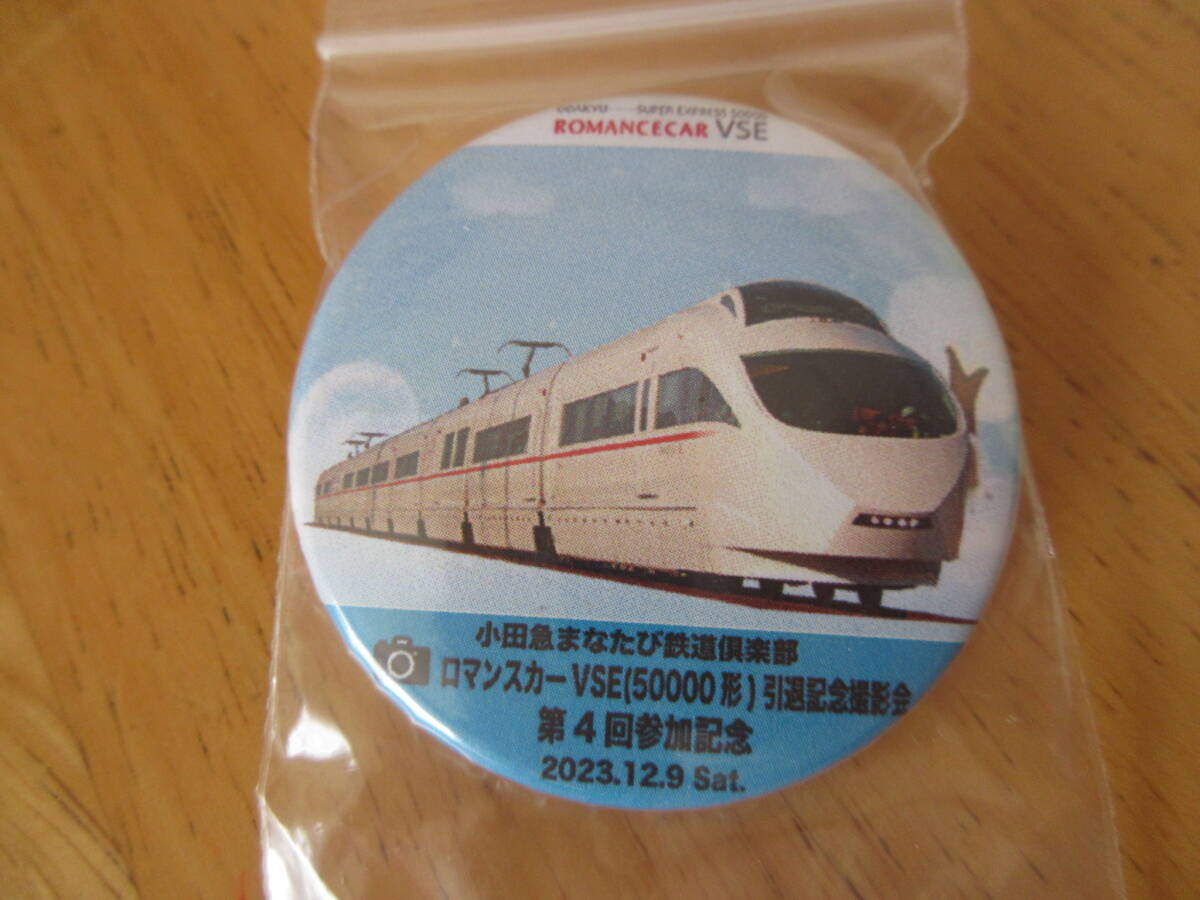 ODAKYU SUPER EXPRESS 50000
ROMANCECAR VSE
小田急まなたび鉄道倶楽部
ロマンスカーVSE(50000形)引退記念撮影会
第4回参加記念
2023.12.9 Sat.